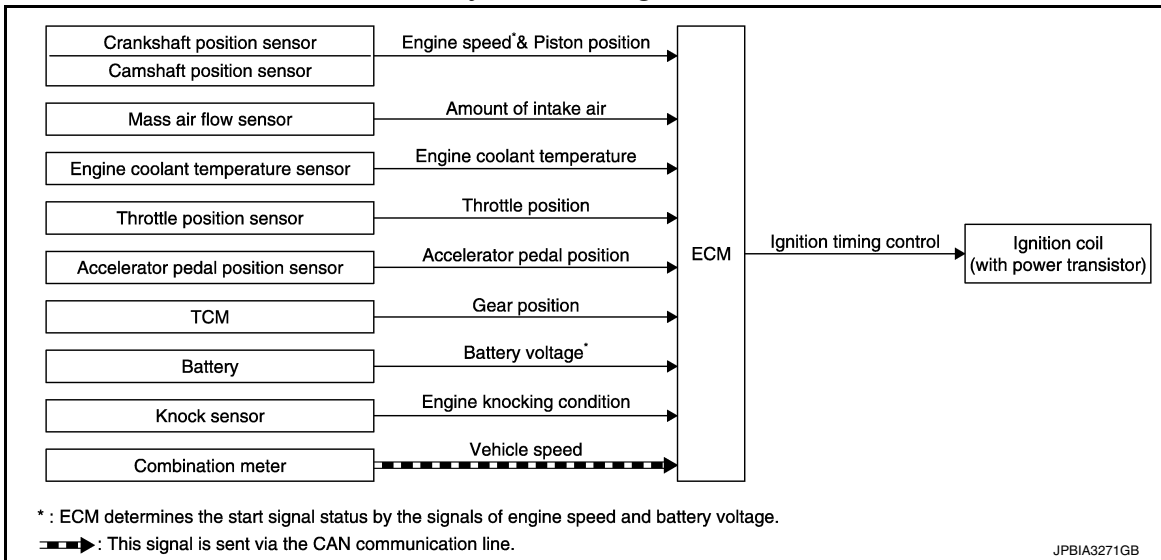 Crankshaft position sensor
Camshaft position sensor
Engine speed*& Piston position
Mass air flow sensor
Amount of intake air
Engine coolant temperature sensor
Engine coolant temperature
Throttle position sensor
Throttle position
Accelerator pedal position sensor
Accelerator pedal position
TCM
Gear position
Battery
Battery voltage*
Knock sensor
Engine knocking condition
Combination meter
Vehicle speed
ECM
Ignition timing control
Ignition coil
(with power transistor)
* : ECM determines the start signal status by the signals of engine speed and battery voltage.
: This signal is sent via the CAN communication line.
JPBIA3271GB